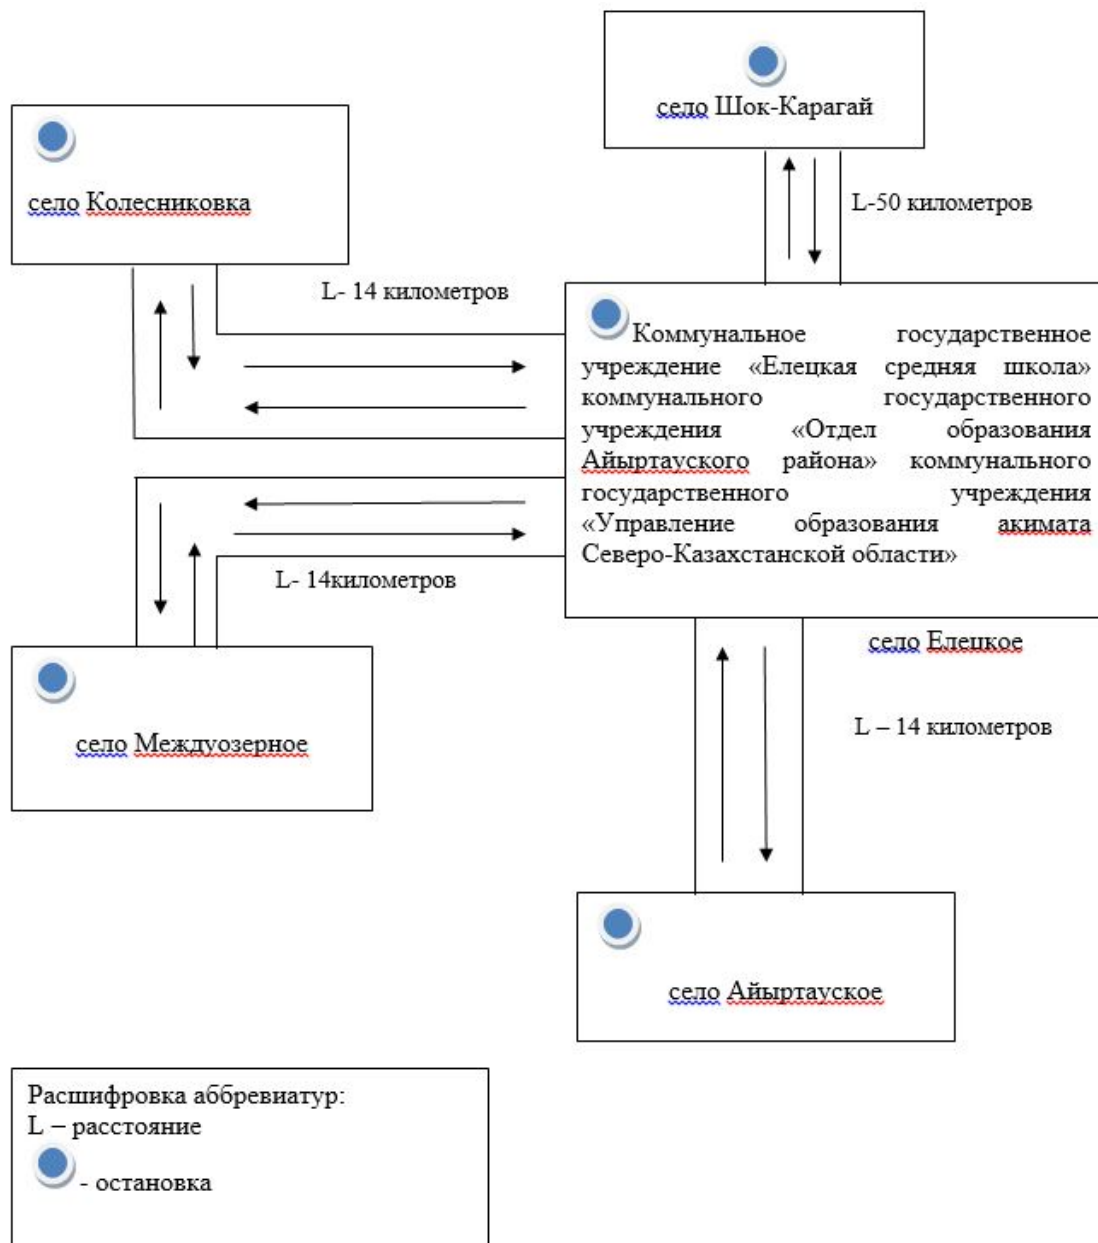 село Шок-Карагай
село Колесниковка
L-50 километров
L- 14 километров
Коммунальное государственное
учреждение «Елецкая средняя школа»
коммунального государственного
учреждения «Отдел образования
Айыртауского района» коммунального
государственного учреждения
«Управление образования акимата
Северо-Казахстанской области»
L- 14километров
село Елецкое
село Междуозерное
L – 14 километров
село Айыртауское
Расшифровка аббревиатур:
L – расстояние
- остановка